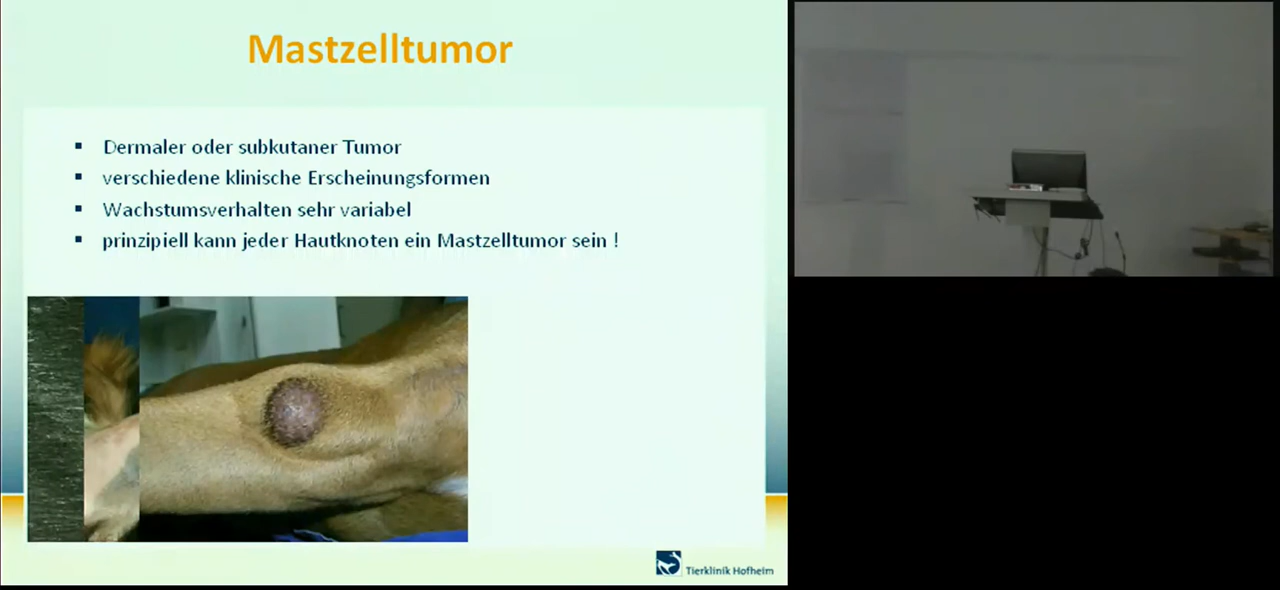 Mastzelltumor
▪ Dermaler oder subkutaner Tumor
▪ verschiedene klinische Erscheinungsformen
▪ Wachstumsverhalten sehr variabel
▪ prinzipiell kann jeder Hautknoten ein Mastzelltumor sein !
Tierklinik Hofheim